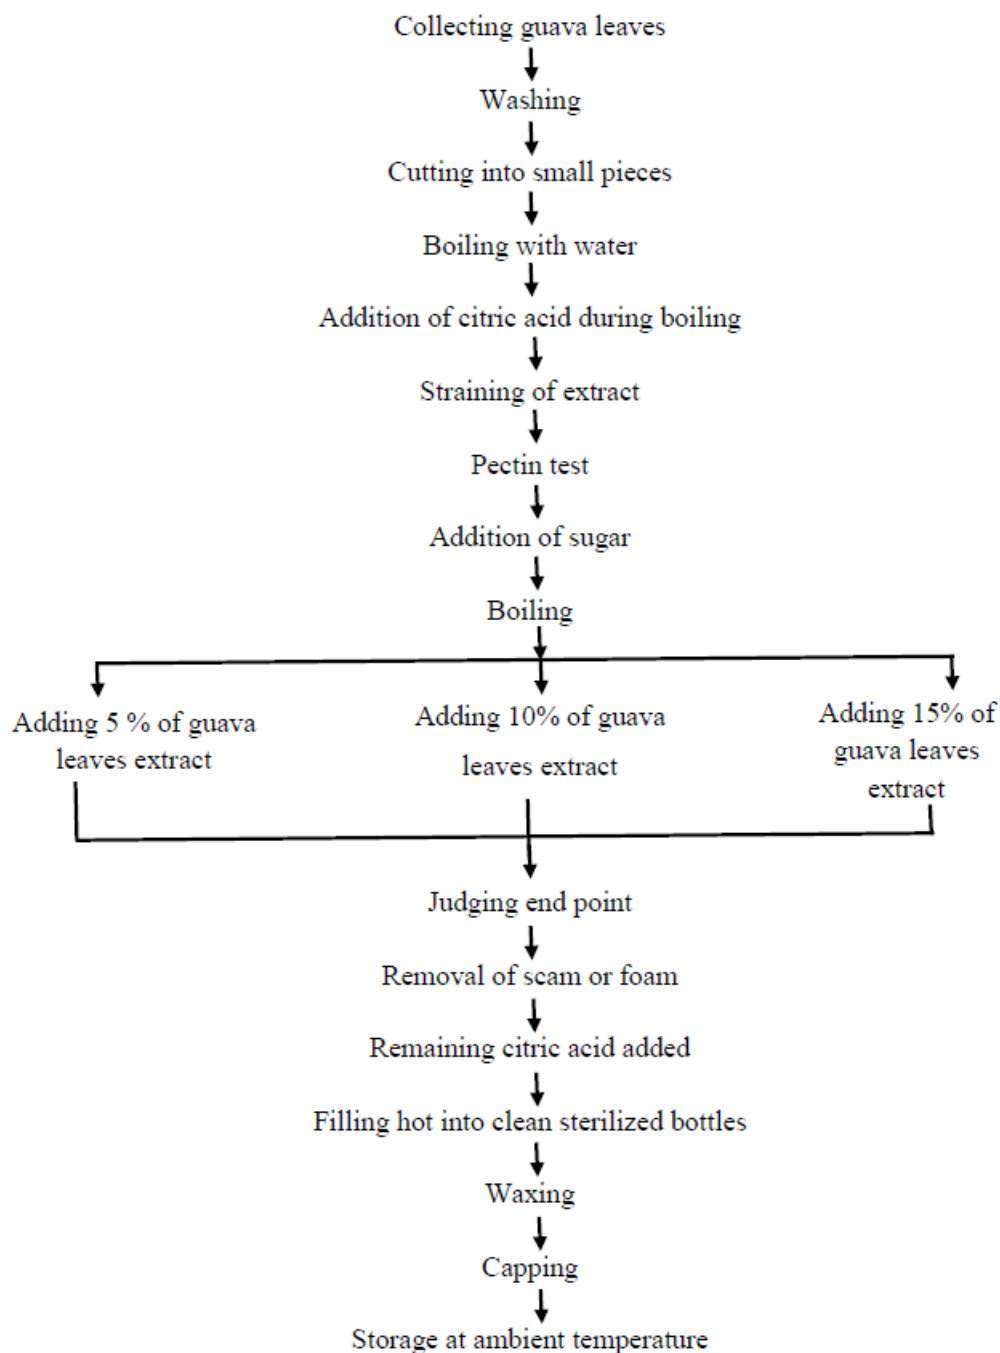 Collecting guava leaves
Washing
Cutting into small pieces
Boiling with water
Addition of citric acid during boiling
Straining of extract
Pectin test
Addition of sugar
Boiling
Adding 5 % of guava
leaves extract
Adding 10% of guava
leaves extract
Adding 15% of
guava leaves
extract
Judging end point
Removal of scam or foam
Remaining citric acid added
Filling hot into clean sterilized bottles
Waxing
Capping
Storage at ambient temperature